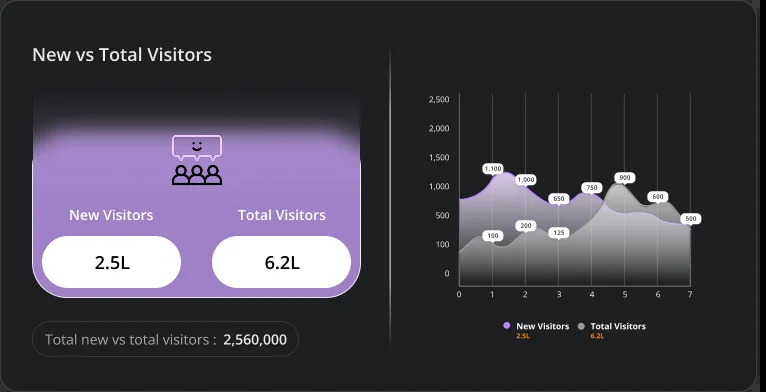 New vs Total Visitors
New Visitors
Total Visitors
2.5L
6.2L
Total new vs total visitors : 2,560,000
2,500
2,000
1,500
1,000
500
100
0
1,100
1,000
650
750
900
600
500
100
200
125
0 1 2 3 4 5 6 7
New Visitors
2.5L
Total Visitors
6.2L